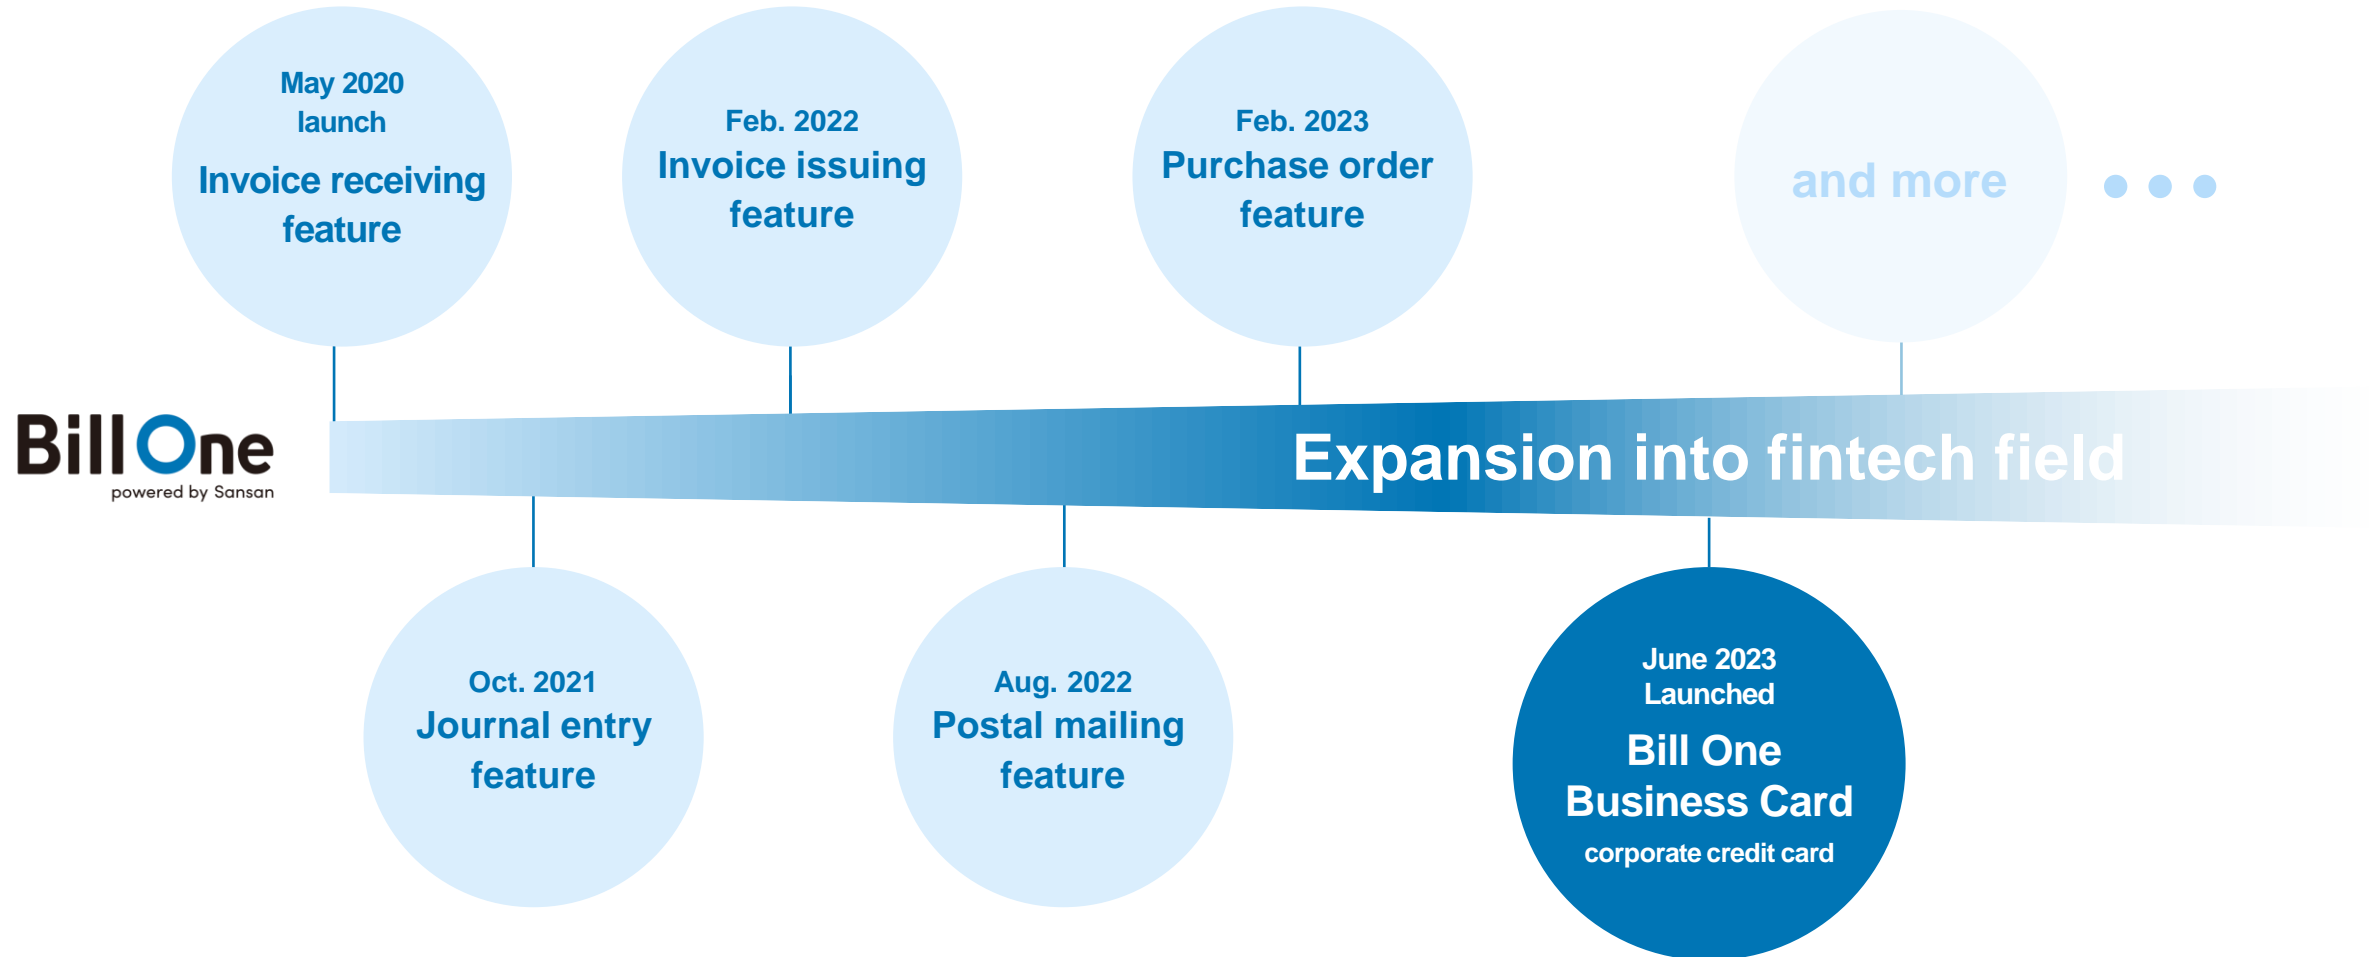 May 2020
launch
Invoice receiving
feature
Feb. 2022
Invoice issuing
feature
Feb. 2023
Purchase order
feature
and more
•••
Bill One
powered by Sansan
Expansion into fintech field
Oct. 2021
Journal entry
feature
Aug. 2022
Postal mailing
feature
June 2023
Launched
Bill One
Business Card
corporate credit card